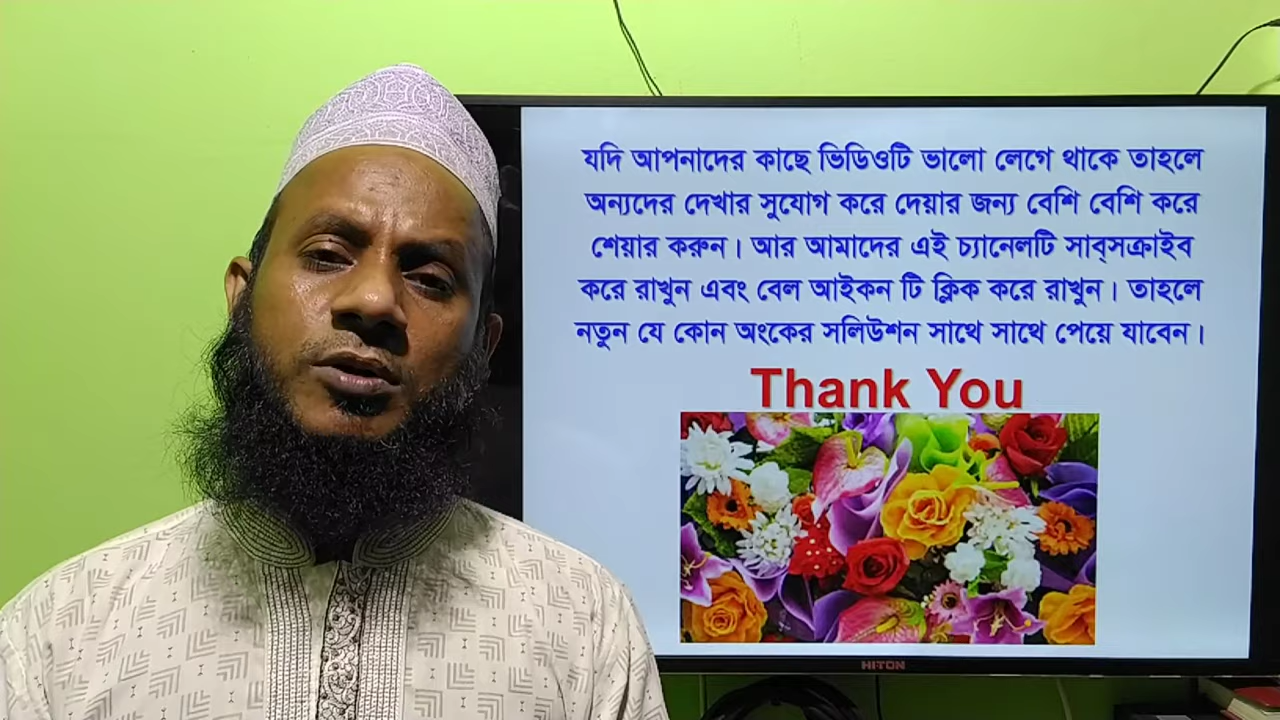 যদি আপনাদের কাছে ভিডিওটি ভালো লেগে থাকে তাহলে
অন্যদের দেখার সুযোগ করে দেয়ার জন্য বেশি বেশি করে
শেয়ার করুন। আর আমাদের এই চ্যানেলটি সাব্সক্রাইব
করে রাখুন এবং বেল আইকন টি ক্লিক করে রাখুন। তাহলে
নতুন যে কোন অংকের সলিউশন সাথে সাথে পেয়ে যাবেন।
Thank You
HITON